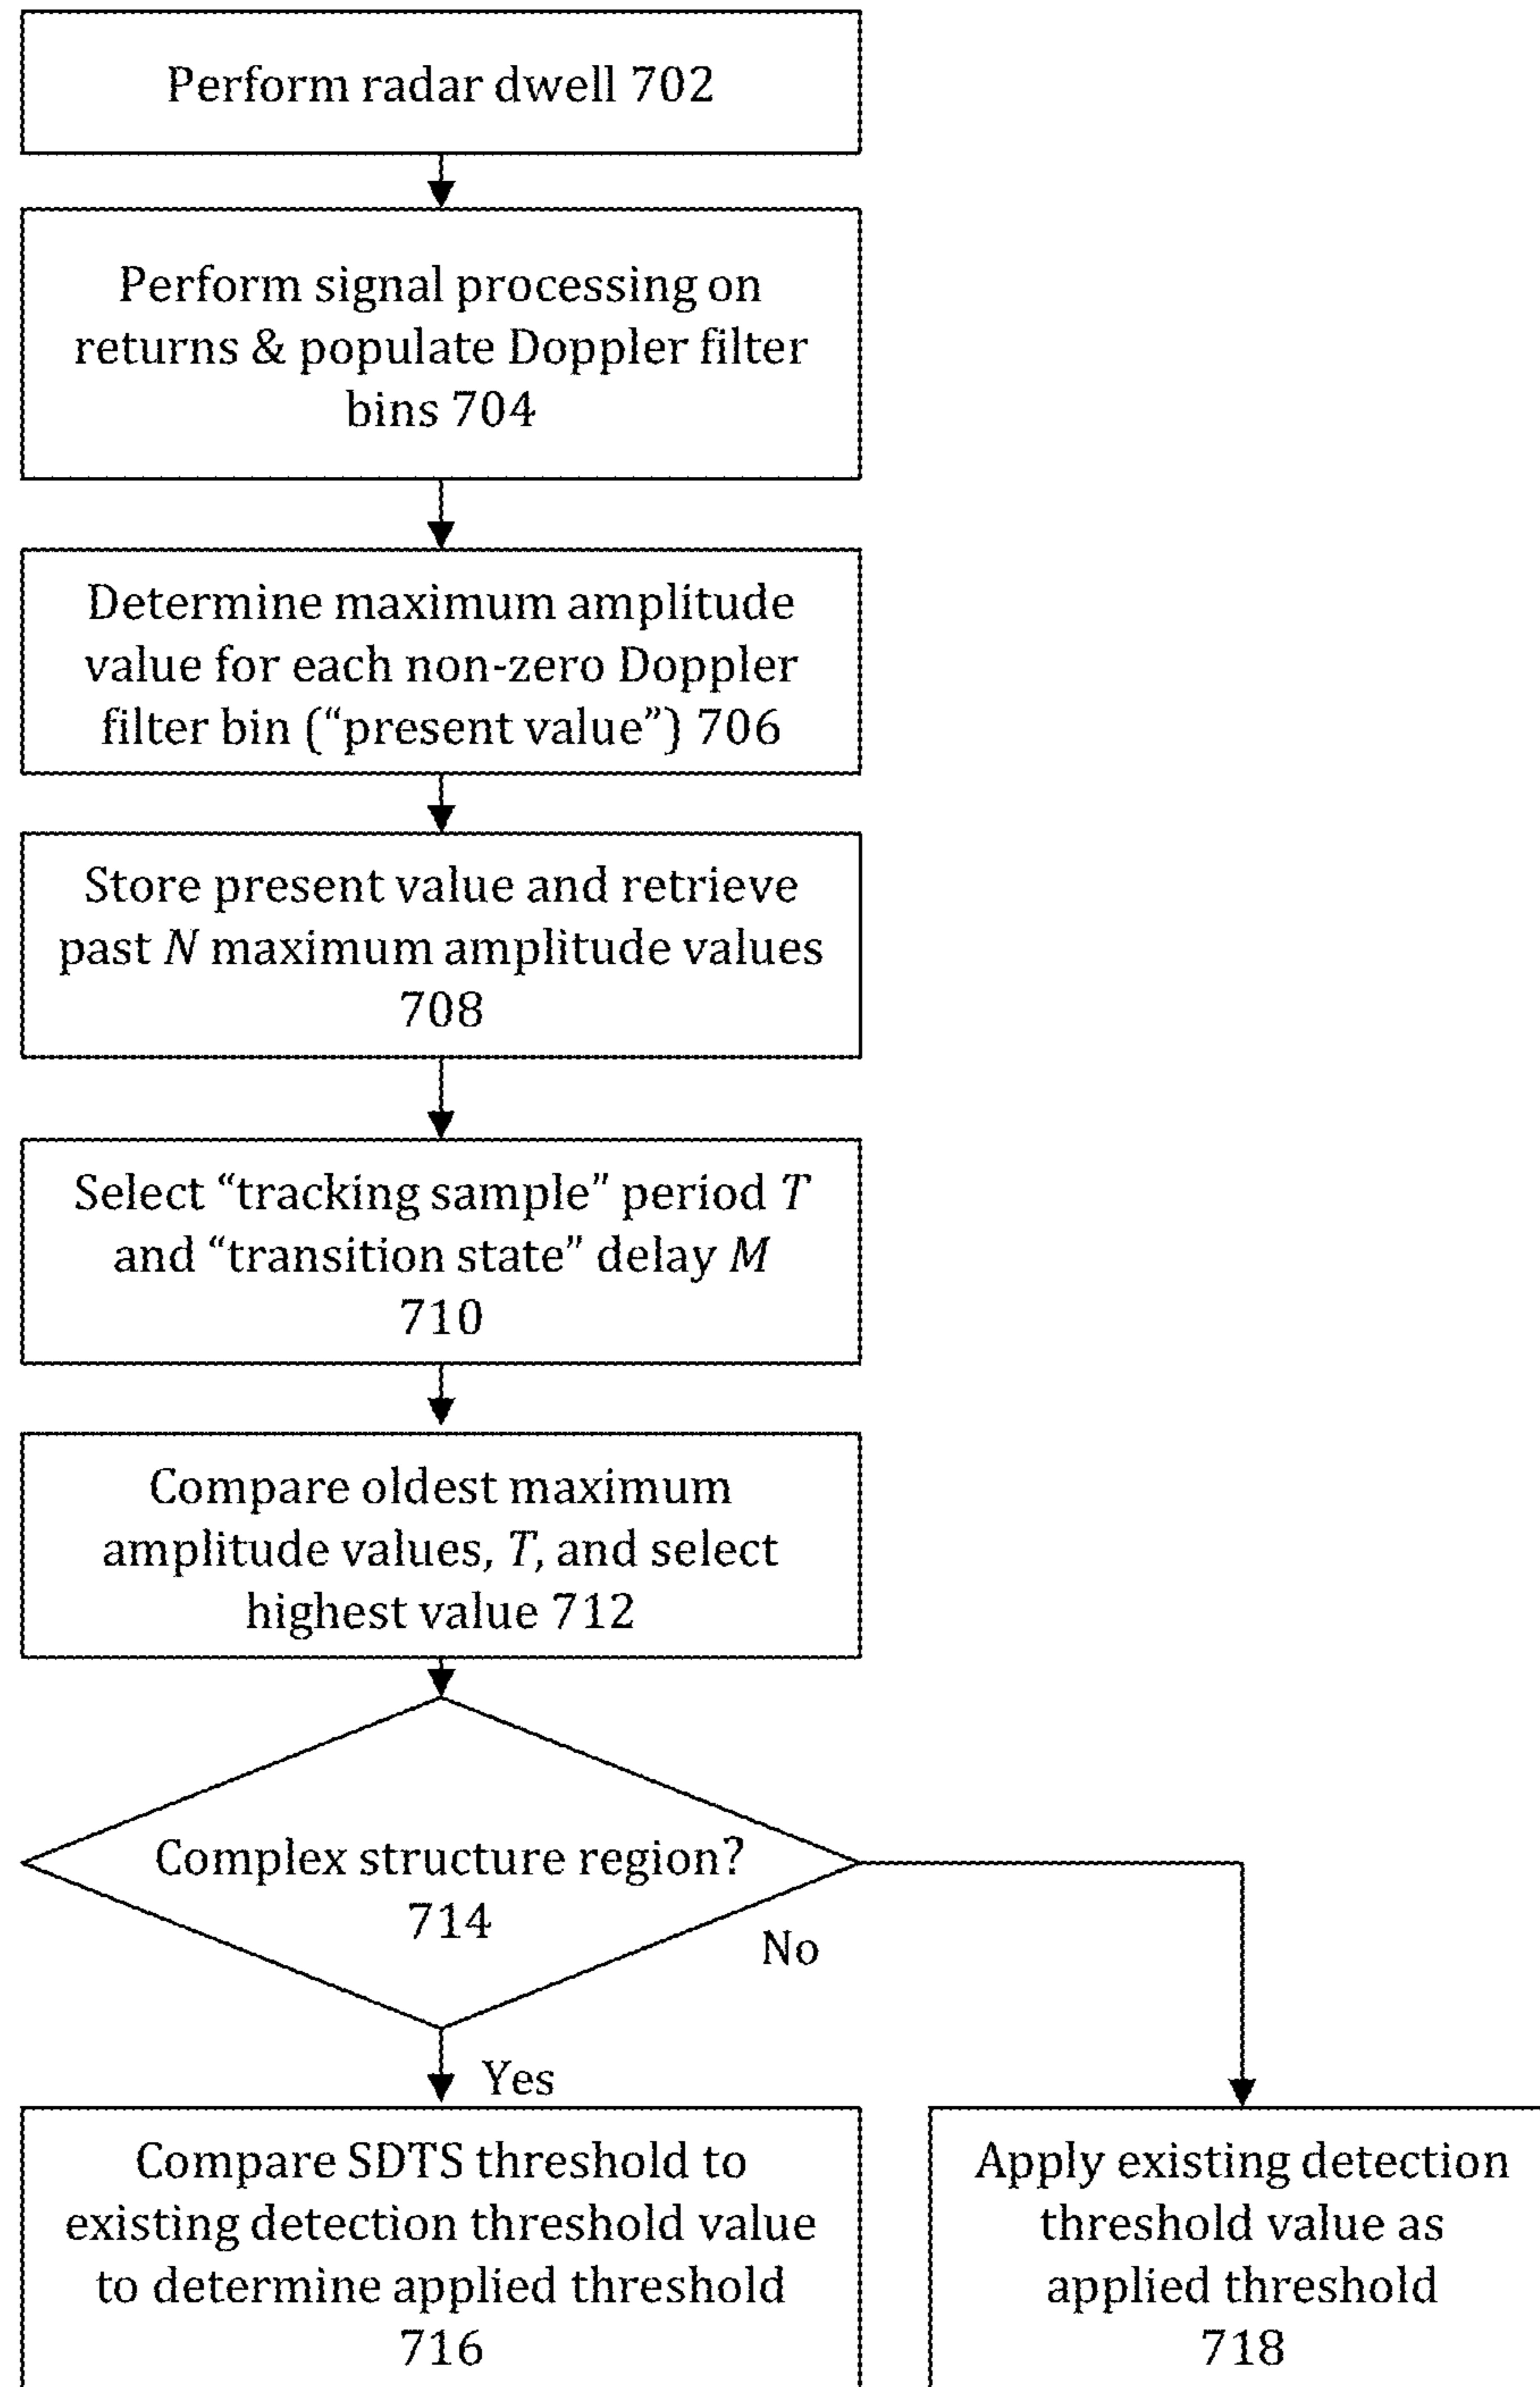 Perform radar dwell 702
Perform signal processing on
returns & populate Doppler filter
bins 704
Determine maximum amplitude
value for each non-zero Doppler
filter bin (“present value”) 706
Store present value and retrieve
past N maximum amplitude values
708
Select “tracking sample” period T
and “transition state” delay M
710
Compare oldest maximum
amplitude values, T, and select
highest value 712
Complex structure region?
714
No
Yes
Compare SDTS threshold to
existing detection threshold value
to determine applied threshold
716
Apply existing detection
threshold value as
applied threshold
718